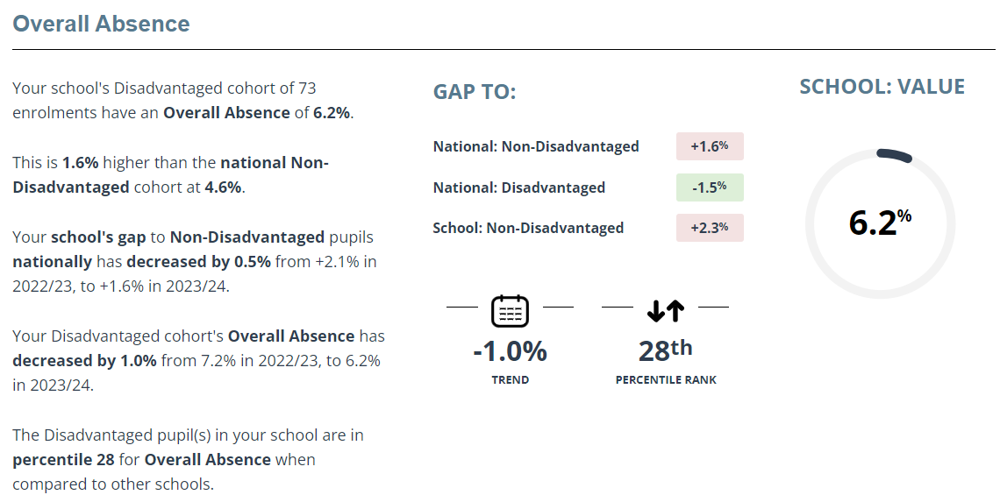 Overall Absence
Your school's Disadvantaged cohort of 73
enrolments have an Overall Absence of 6.2%.
This is 1.6% higher than the national Non-
Disadvantaged cohort at 4.6%.
Your school's gap to Non-Disadvantaged pupils
nationally has decreased by 0.5% from +2.1% in
2022/23, to +1.6% in 2023/24.
Your Disadvantaged cohort's Overall Absence has
decreased by 1.0% from 7.2% in 2022/23, to 6.2%
in 2023/24.
The Disadvantaged pupil(s) in your school are in
percentile 28 for Overall Absence when
compared to other schools.
GAP TO:
National: Non-Disadvantaged +1.6%
National: Disadvantaged -1.5%
School: Non-Disadvantaged +2.3%
-1.0%
TREND
28th
PERCENTILE RANK
SCHOOL: VALUE
6.2%